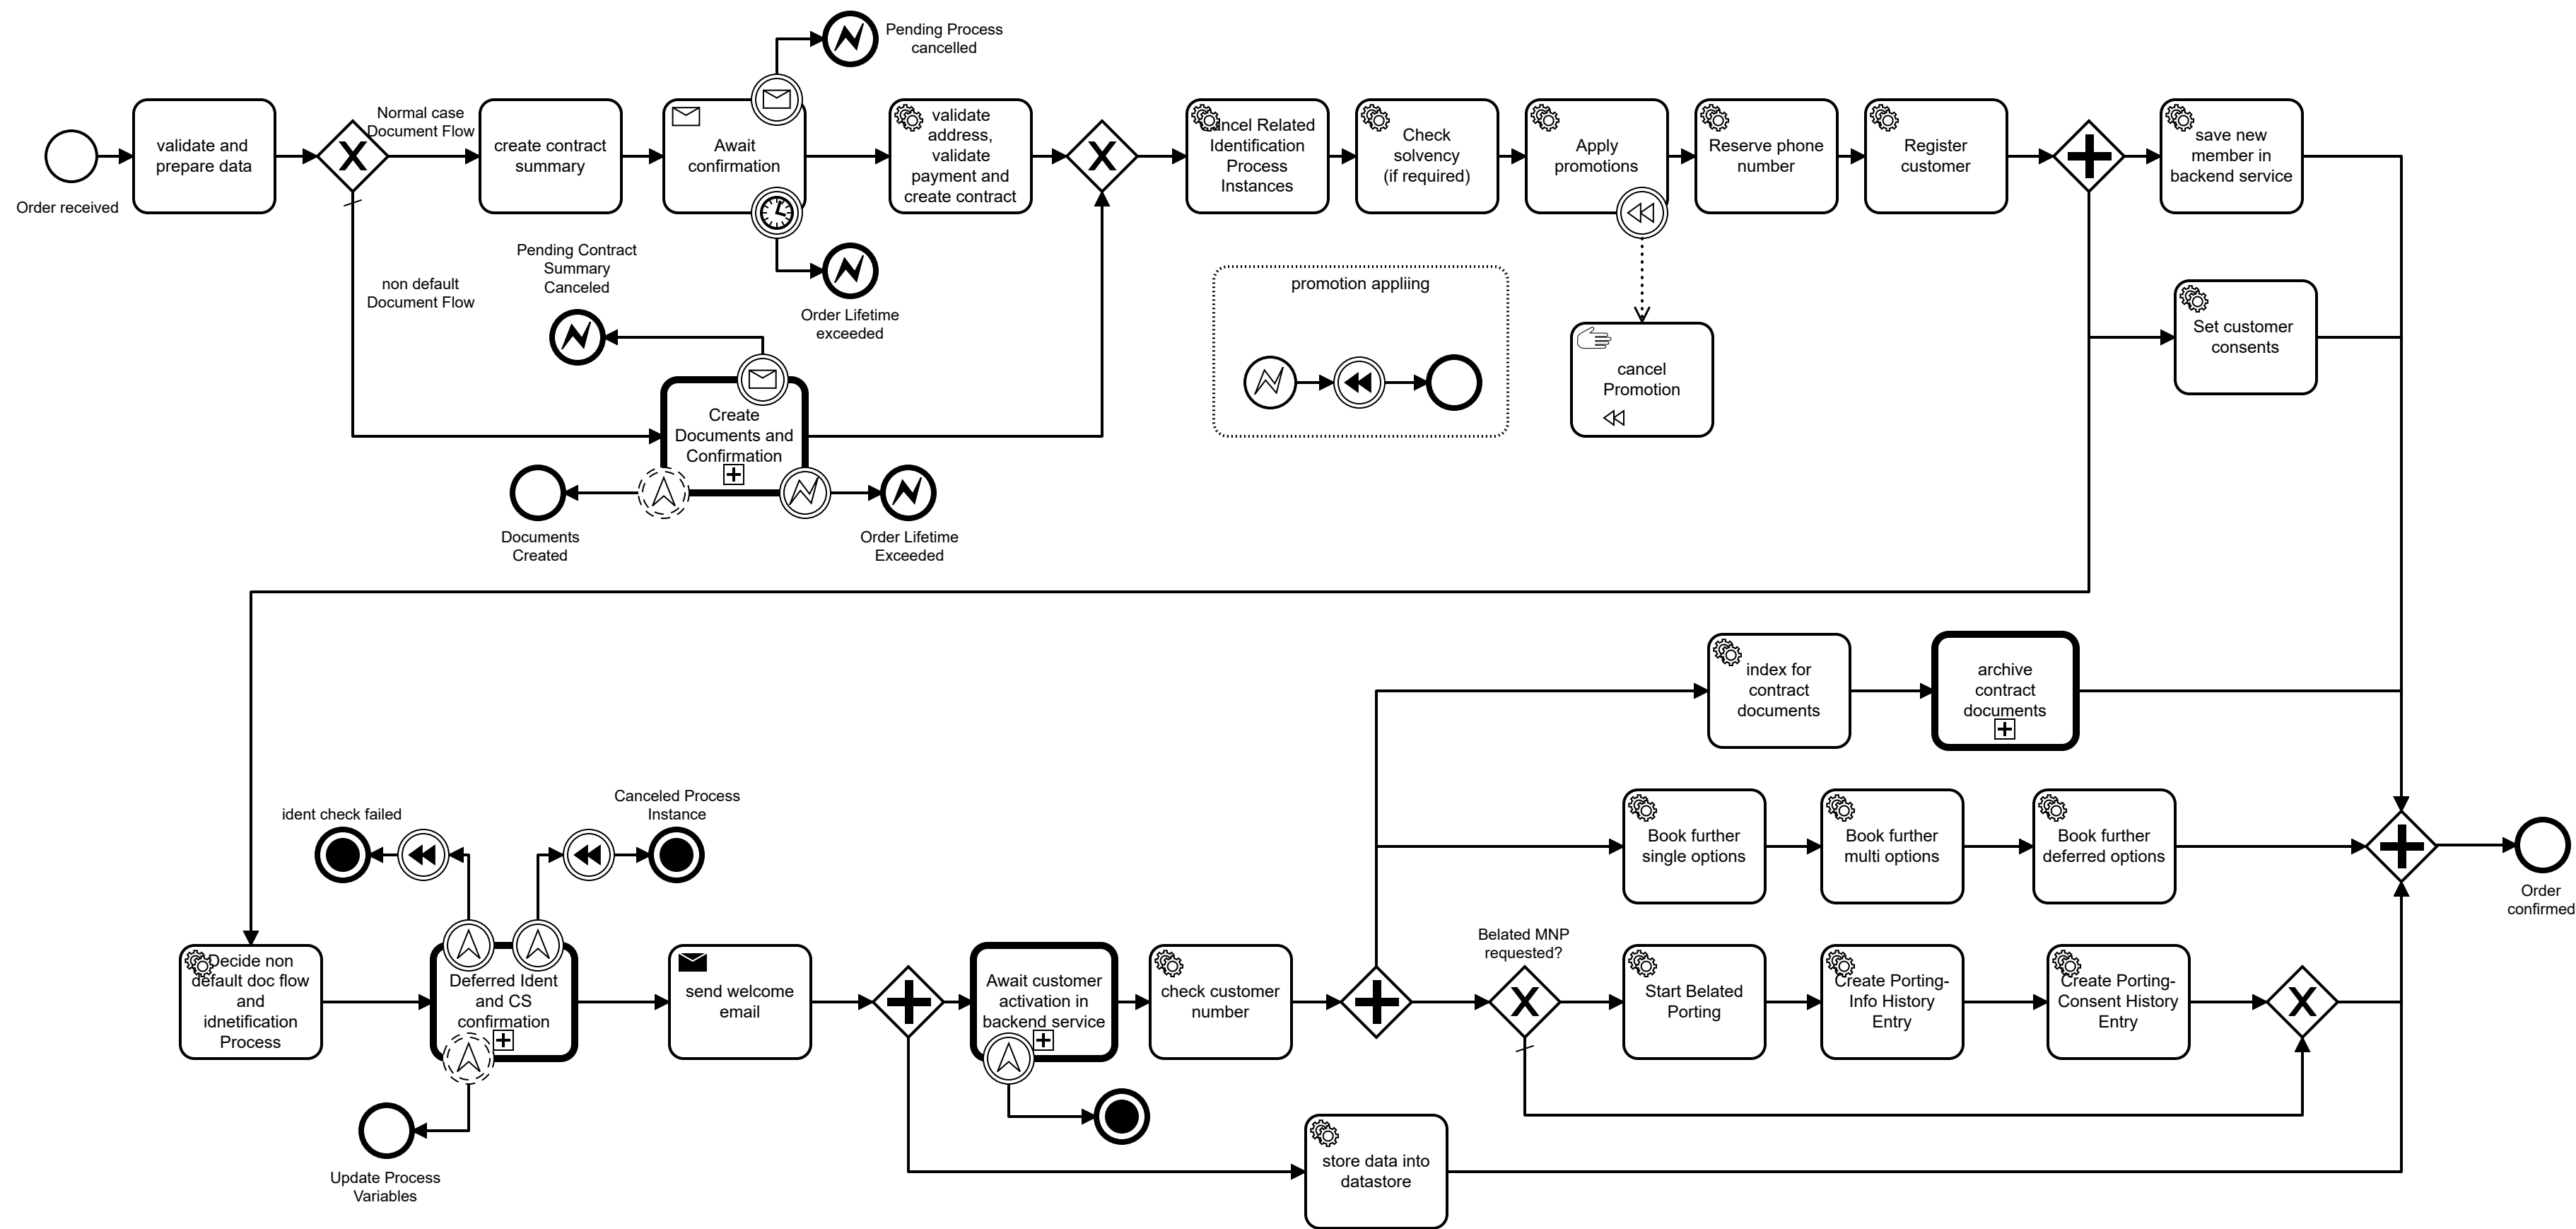 Pending Process
cancelled
Order received
validate and
prepare data
Normal case
Document Flow
create contract
summary
Await
confirmation
validate
address,
validate
payment and
create contract
Cancel Related
Identification
Process
Instances
Check
solvency
(if required)
Apply
promotions
Reserve phone
number
Register
customer
save new
member in
backend service
non default
Document Flow
Pending Contract
Summary
Canceled
Order Lifetime
exceeded
promotion appliing
cancel
Promotion
Set customer
consents
Create
Documents and
Confirmation
Documents
Created
Order Lifetime
Exceeded
index for
contract
documents
archive
contract
documents
ident check failed
Canceled Process
Instance
Book further
single options
Book further
multi options
Book further
deferred options
Order
confirmed
Decide non
default doc flow
and
idnetification
Process
Deferred Ident
and CS
confirmation
send welcome
email
Await customer
activation in
backend service
check customer
number
Belated MNP
requested?
Start Belated
Porting
Create Porting-
Info History
Entry
Create Porting-
Consent History
Entry
Update Process
Variables
store data into
datastore